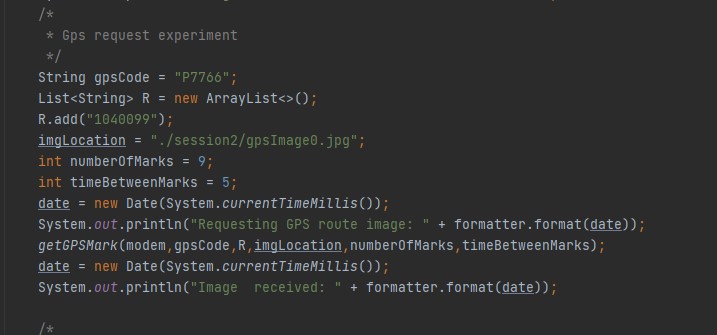 /*
 * Gps request experiment
 */
String gpsCode = "P7766";
List<String> R = new ArrayList<>();
R.add("1040099");
imgLocation = "./session2/gpsImage0.jpg";
int numberOfMarks = 9;
int timeBetweenMarks = 5;
date = new Date(System.currentTimeMillis());
System.out.println("Requesting GPS route image: " + formatter.format(date));
getGPSMark(modem,gpsCode,R,imgLocation,numberOfMarks,timeBetweenMarks);
date = new Date(System.currentTimeMillis());
System.out.println("Image  received: " + formatter.format(date));
/*